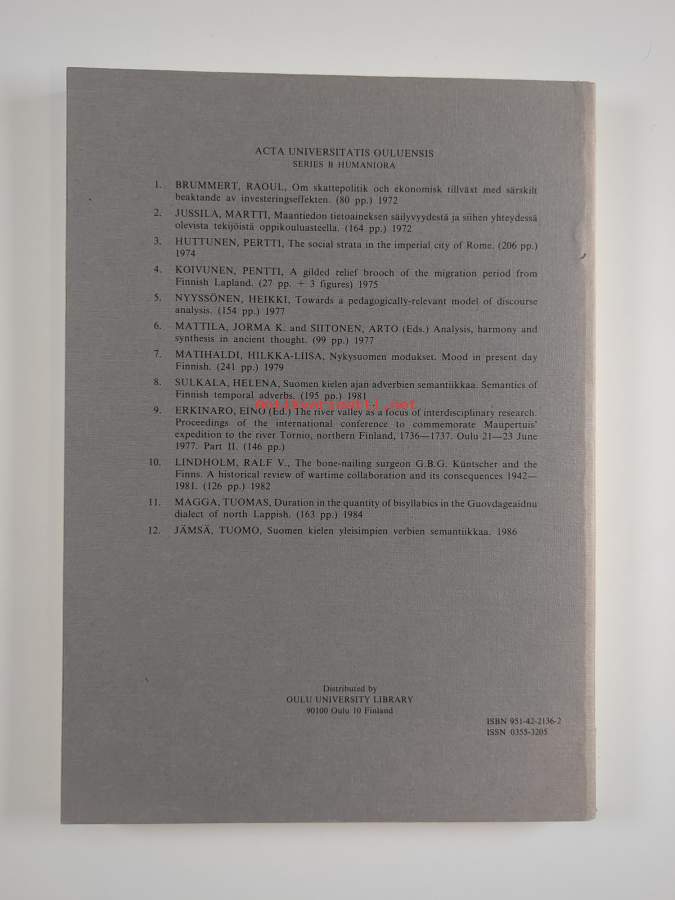 ACTA UNIVERSITATIS OULUENSIS
SERIES B HUMANIORA
1. BRUMMERT, RAOUL, Om skattepolitik och ekonomisk tillväxt med särskilt
beaktande av investeringseffekten. (80 pp.) 1972
2. JUSSILA, MARTTI, Maantiedon tietoaineksen säilyvyydestä ja siihen yhteydessä
olevista tekijöistä oppikouluasteella. (164 pp.) 1972
3. HUTTUNEN, PERTTI, The social strata in the imperial city of Rome. (206 pp.)
1974
4. KOIVUNEN, PENTTI, A gilded relief brooch of the migration period from
Finnish Lapland. (27 pp. + 3 figures) 1975
5. NYYSSÖNEN, HEIKKI, Towards a pedagogically-relevant model of discourse
analysis. (154 pp.) 1977
6. MATTILA, JORMA K. and SIITONEN, ARTO (Eds.) Analysis, harmony and
synthesis in ancient thought. (99 pp.) 1977
7. MATIHALDI, HILKKA-LIISA, Nykysuomen modukset. Mood in present day
Finnish. (241 pp.) 1979
8. SULKALA, HELENA, Suomen kielen ajan adverbien semantiikkaa. Semantics of
Finnish temporal adverbs. (195 pp.) 1981
Antikvariaatti.net
9. ERKINARO, EINO (Ed.) The river valley as a focus of interdisciplinary research.
Proceedings of the international conference to commemorate Maupertuis'
expedition to the river Tornio, northern Finland, 1736—1737. Oulu 21—23 June
1977. Part II. (146 pp.)
10. LINDHOLM, RALF V., The bone-nailing surgeon G.B.G. Küntscher and the
Finns. A historical review of wartime collaboration and its consequences 1942—
1981. (126 pp.) 1982
11. MAGGA, TUOMAS, Duration in the quantity of bisyllabics in the Guovdageaidnu
dialect of north Lappish. (163 pp.) 1984
12. JÄMSÄ, TUOMO, Suomen kielen yleisimpien verbien semantiikkaa. 1986
Distributed by
OULU UNIVERSITY LIBRARY
90100 Oulu 10 Finland
ISBN 951-42-2136-2
ISSN 0355-3205